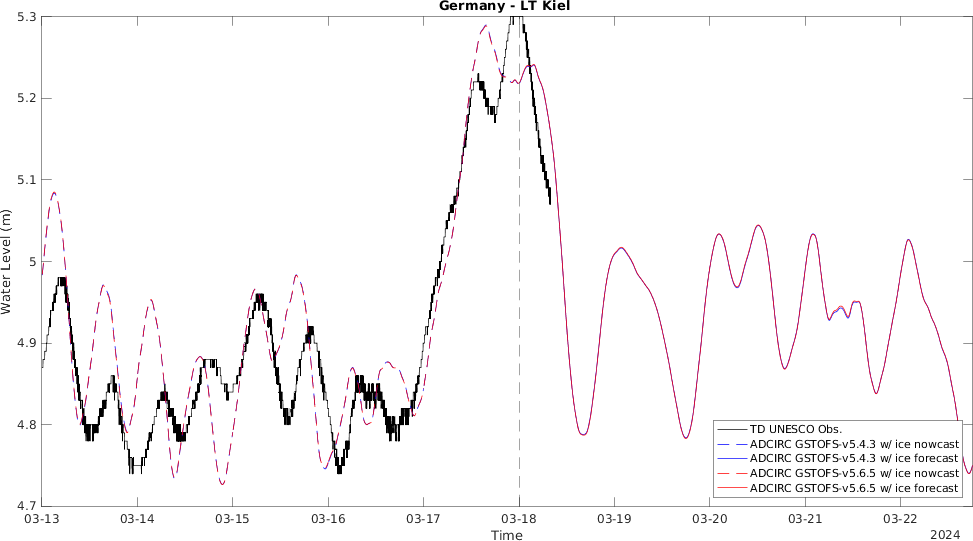 Germany - LT Kiel
5.3
5.2
5.1
5
4.9
4.8
4.7
Water Level (m)
03-13 03-14 03-15 03-16 03-17 03-18 03-19 03-20 03-21 03-22
Time
2024
TD UNESCO Obs.
ADCIRC GSTOFS-v5.4.3 w/ ice nowcast
ADCIRC GSTOFS-v5.4.3 w/ ice forecast
ADCIRC GSTOFS-v5.6.5 w/ ice nowcast
ADCIRC GSTOFS-v5.6.5 w/ ice forecast